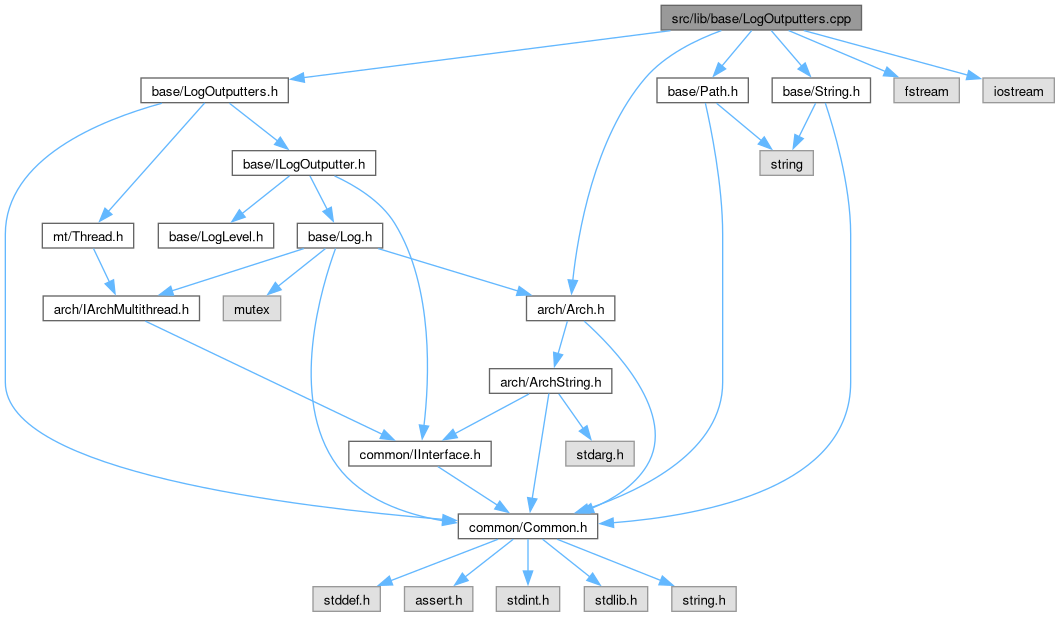 src/lib/base/LogOutputters.cpp
base/LogOutputters.h
base/Path.h
base/String.h
fstream
iostream
base/ILogOutputter.h
string
mt/Thread.h
base/LogLevel.h
base/Log.h
arch/IArchMultithread.h
mutex
arch/Arch.h
arch/ArchString.h
common/IInterface.h
stdarg.h
common/Common.h
stddef.h
assert.h
stdint.h
stdlib.h
string.h